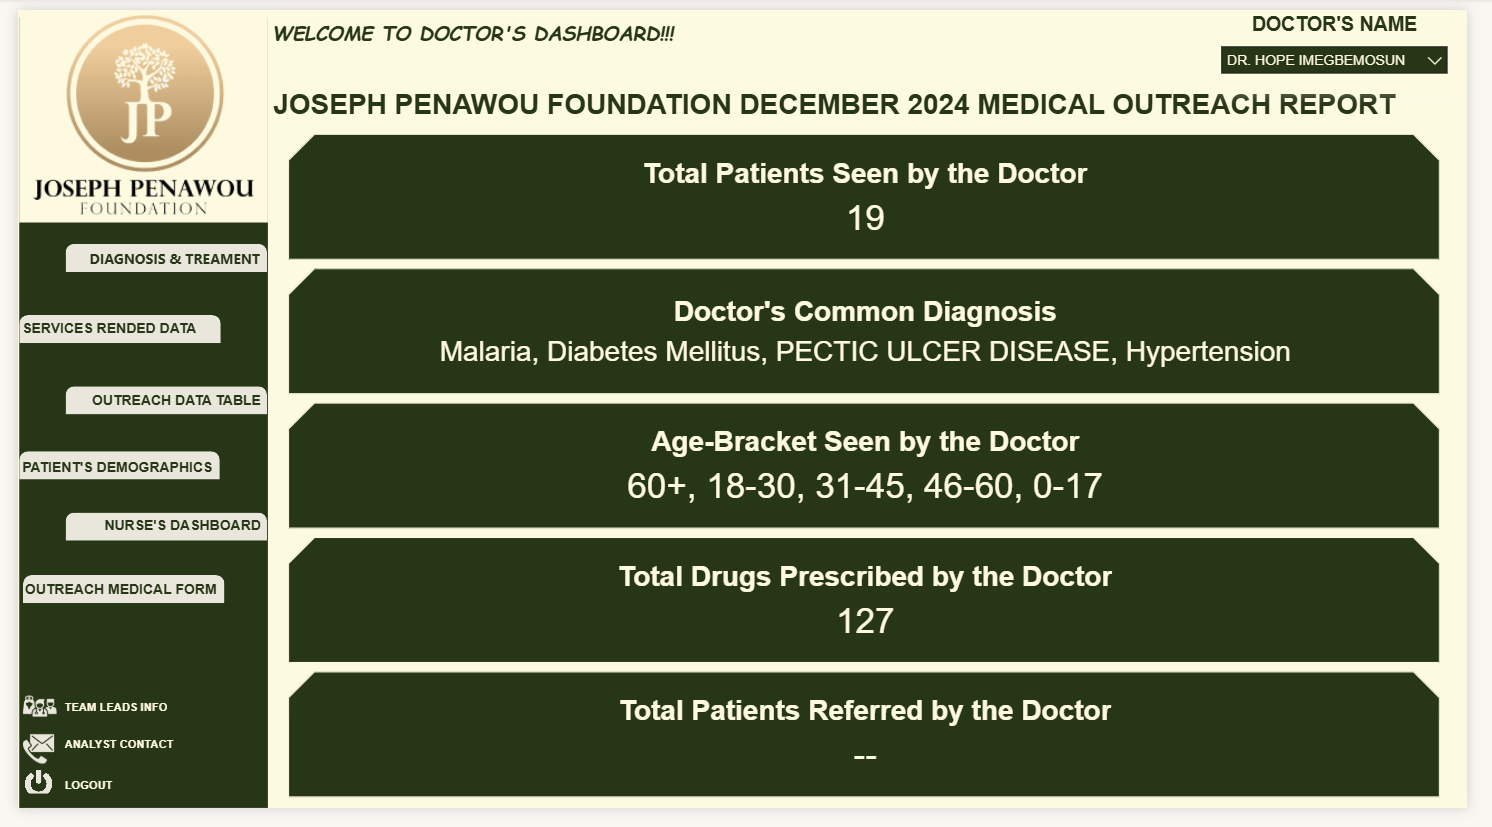 JP
JOSEPH PENAWOU
FOUNDATION
WELCOME TO DOCTOR'S DASHBOARD!!!
DOCTOR'S NAME
DR. HOPE IMEGBEMOSUN
JOSEPH PENAWOU FOUNDATION DECEMBER 2024 MEDICAL OUTREACH REPORT
DIAGNOSIS & TREAMENT
SERVICES RENDED DATA
OUTREACH DATA TABLE
PATIENT'S DEMOGRAPHICS
NURSE'S DASHBOARD
OUTREACH MEDICAL FORM
TEAM LEADS INFO
ANALYST CONTACT
LOGOUT
Total Patients Seen by the Doctor
19
Doctor's Common Diagnosis
Malaria, Diabetes Mellitus, PECTIC ULCER DISEASE, Hypertension
Age-Bracket Seen by the Doctor
60+, 18-30, 31-45, 46-60, 0-17
Total Drugs Prescribed by the Doctor
127
Total Patients Referred by the Doctor
--